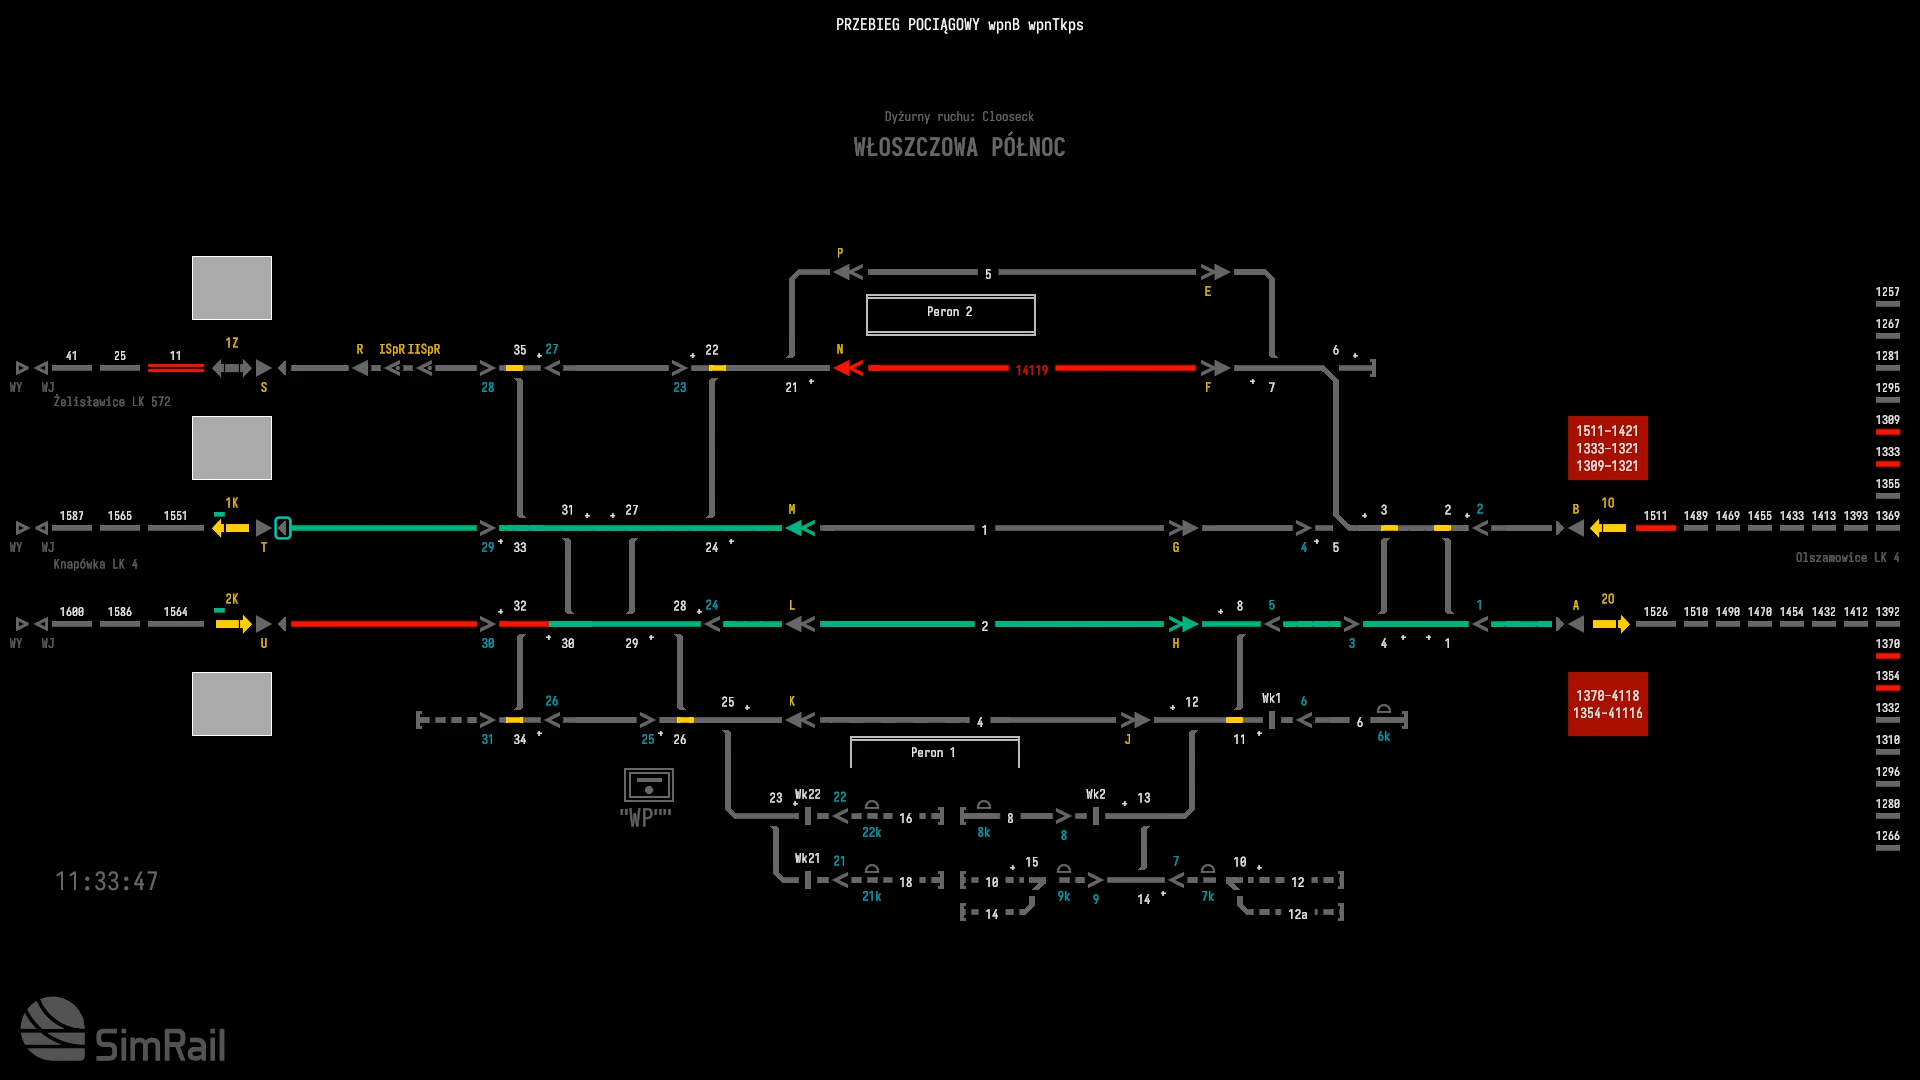 PRZEBIEG POCIĄGOWY wpnB wpnTkps
Dyżurny ruchu: Clooseck
WŁOSZCZOWA PÓŁNOC
P
5
E
Peron 2
1257
1267
1281
1295
1309
1333
1355
41 25 11 1Z R ISpR IISpR 35 27 22 N 6
14119
WY WJ S 28 23 21 F 7
Żelisławice LK 572
1511-1421
1333-1321
1309-1321
1587 1565 1551 1K 31 27 M 3 2 2 B 1O 1511 1489 1469 1455 1433 1413 1393 1369
1
WY WJ T 29 33 24 G 4 5
Knapówka LK 4
Olszamowice LK 4
1600 1586 1564 2K 32 28 24 L 8 5 1 A 2O 1526 1510 1490 1470 1454 1432 1412 1392
2
WY WJ U 30 30 29 H 3 4 1
1370
1354
1332
1310
1296
1280
1266
1370-4118
1354-41116
26 25 K 12 Wk1 6
4 6
31 34 25 26 J 11 6k
Peron 1
"WP""
23 Wk22 22 Wk2 13
16 8
22k 8k 8
Wk21 21 15 7 10
18 10 12
21k 9k 9 14 7k
14 12a
11:33:47
SimRail